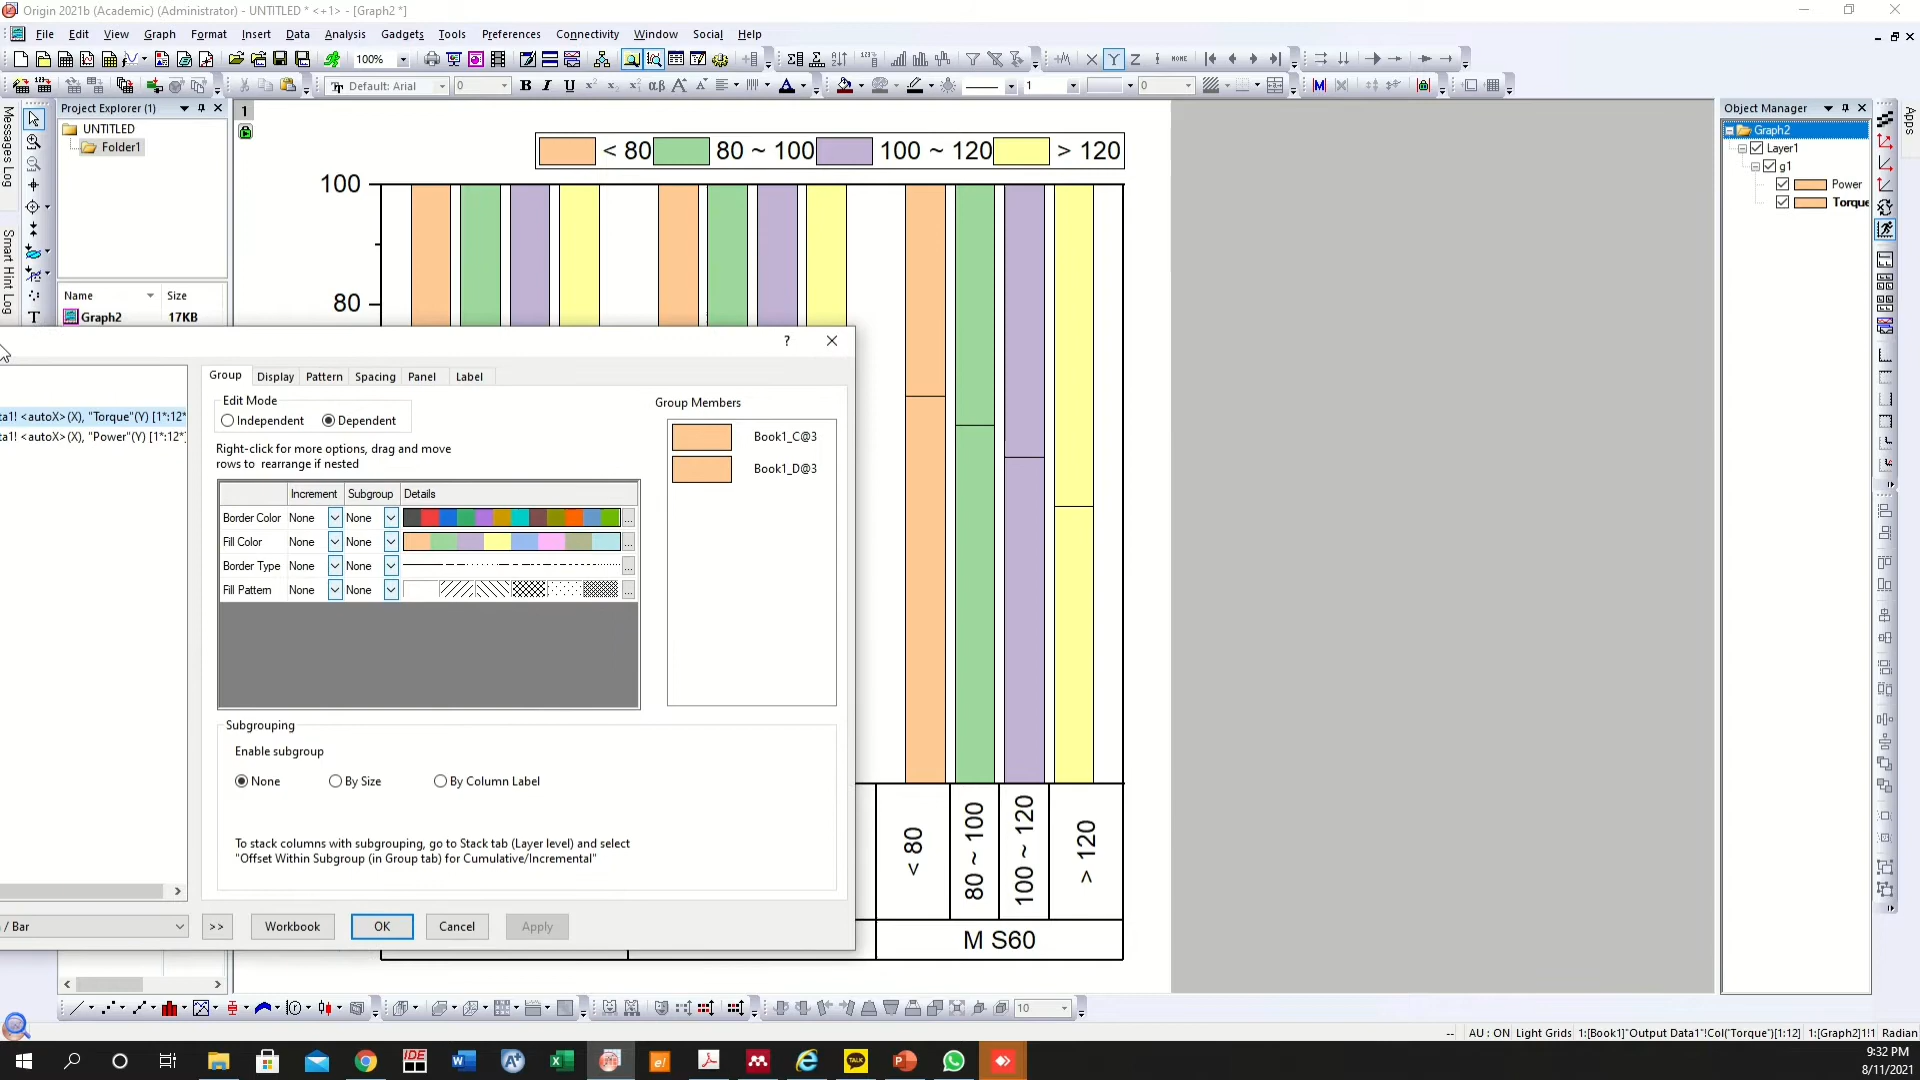 Origin 2021b (Academic) (Administrator) - UNTITLED * <+1> - [Graph2 *]
File Edit View Graph Format Insert Data Analysis Gadgets Tools Preferences Connectivity Window Social Help
100%
Default: Arial 0 B I U αβ A 1 0
Messages Log
Smart Hint Log
Project Explorer (1)
UNTITLED
Folder1
Name Size
Graph2 17KB
1
< 80 80 ~ 100 100 ~ 120 > 120
100
80
Object Manager
Graph2
Layer1
g1
Power
Torque
Apps
Group Display Pattern Spacing Panel Label
Edit Mode
Independent Dependent
Right-click for more options, drag and move
rows to rearrange if nested
Increment Subgroup Details
Border Color None None
Fill Color None None
Border Type None None
Fill Pattern None None
Group Members
Book1_C@3
Book1_D@3
ta1! <autoX>(X), "Torque"(Y) [1*:12*
ta1! <autoX>(X), "Power"(Y) [1*:12*]
Subgrouping
Enable subgroup
None By Size By Column Label
To stack columns with subgrouping, go to Stack tab (Layer level) and select
"Offset Within Subgroup (in Group tab) for Cumulative/Incremental"
/ Bar >> Workbook OK Cancel Apply
< 80
80 ~ 100
100 ~ 120
> 120
M S60
10
-- AU : ON Light Grids 1:[Book1]"Output Data1"!Col("Torque")[1:12] 1:[Graph2]1!1 Radian
9:32 PM
8/11/2021